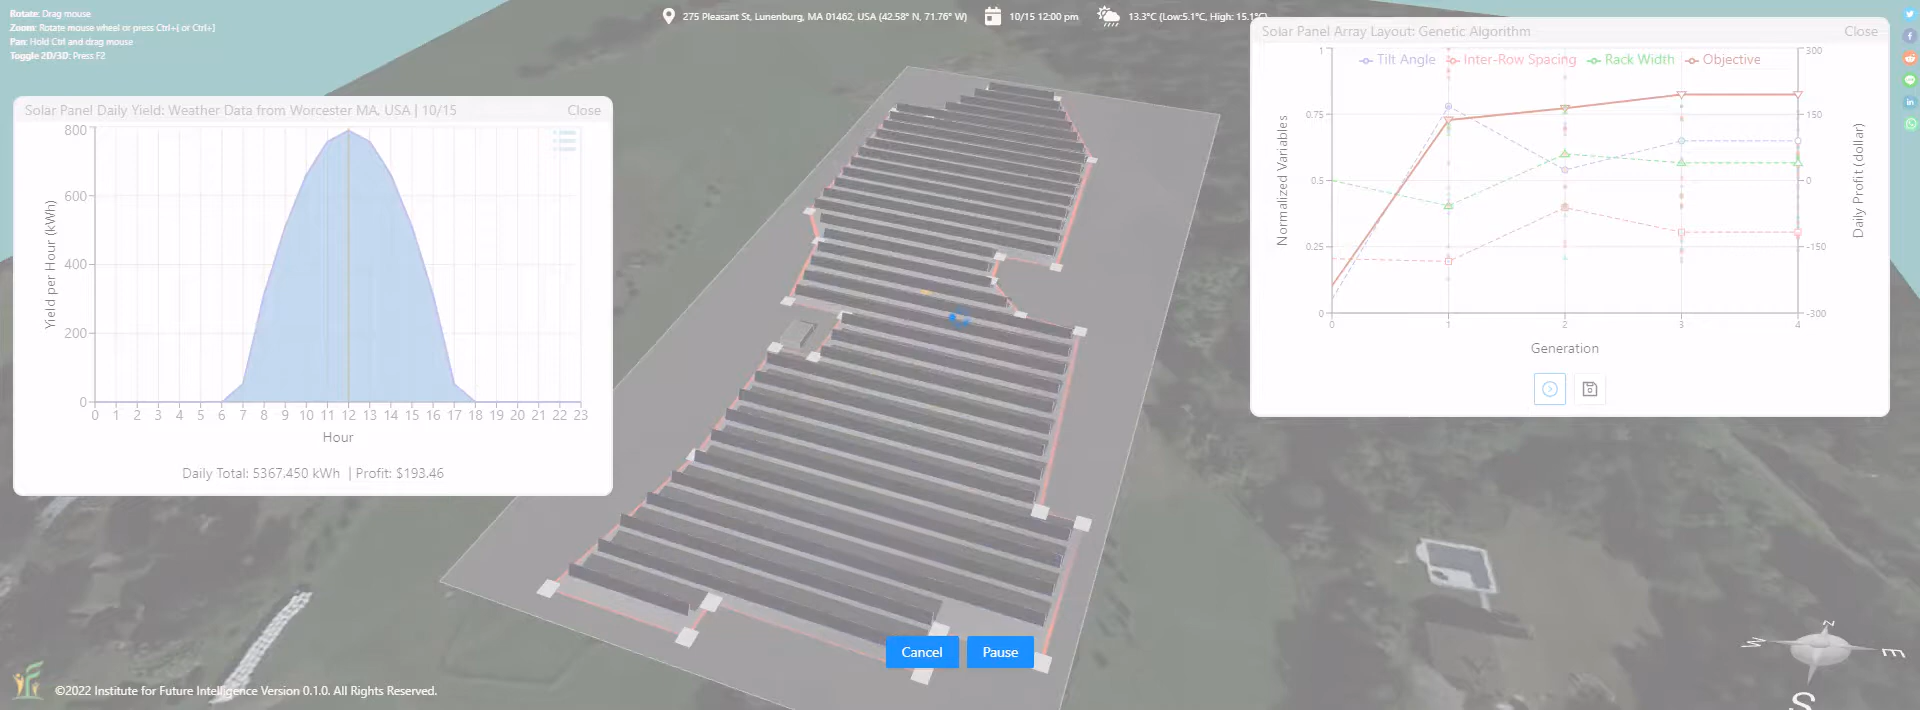 Rotate: Drag mouse
Zoom: Rotate mouse wheel or press Ctrl+[ or Ctrl+]
Pan: Hold Ctrl and drag mouse
Toggle 2D/3D: Press F2
275 Pleasant St, Lunenburg, MA 01462, USA (42.58° N, 71.76° W)
10/15 12:00 pm
13.3°C (Low:5.1°C, High: 15.1°C)
Solar Panel Daily Yield: Weather Data from Worcester MA, USA | 10/15
Close
800
600
400
200
0
Yield per Hour (kWh)
0 1 2 3 4 5 6 7 8 9 10 11 12 13 14 15 16 17 18 19 20 21 22 23
Hour
Daily Total: 5367.450 kWh | Profit: $193.46
Solar Panel Array Layout: Genetic Algorithm
Close
Tilt Angle Inter-Row Spacing Rack Width Objective
1
0.75
0.5
0.25
0
Normalized Variables
300
150
0
-150
-300
Daily Profit (dollar)
0 1 2 3 4
Generation
Cancel
Pause
N
W
E
S
©2022 Institute for Future Intelligence Version 0.1.0. All Rights Reserved.